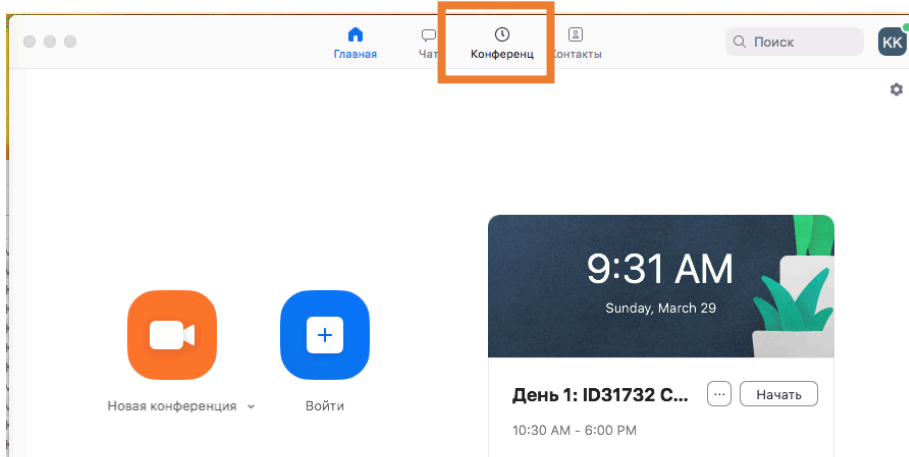 Главная Чат Конференц Контакты Поиск КК
9:31 AM
Sunday, March 29
Новая конференция Войти
День 1: ID31732 С... ... Начать
10:30 AM - 6:00 PM